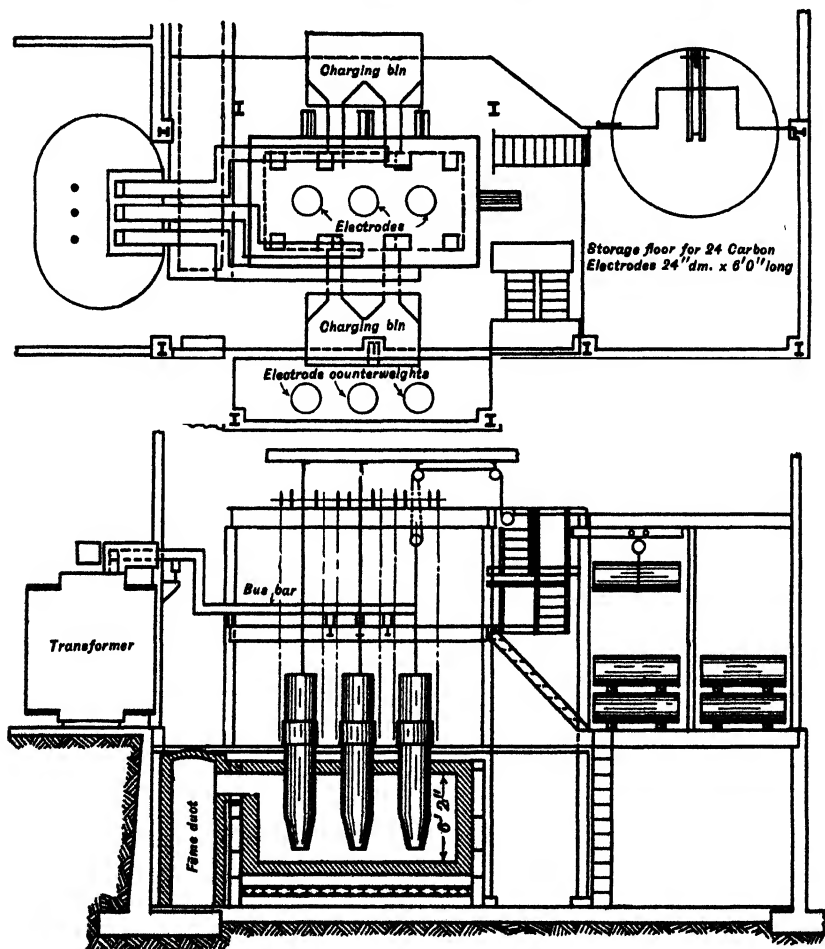 Charging bin
Electrodes
Storage floor for 24 Carbon
Electrodes 24" dm. x 6'0" long
Charging bin
Electrode counterweights
Bus bar
Transformer
6' 2"
Fume duct